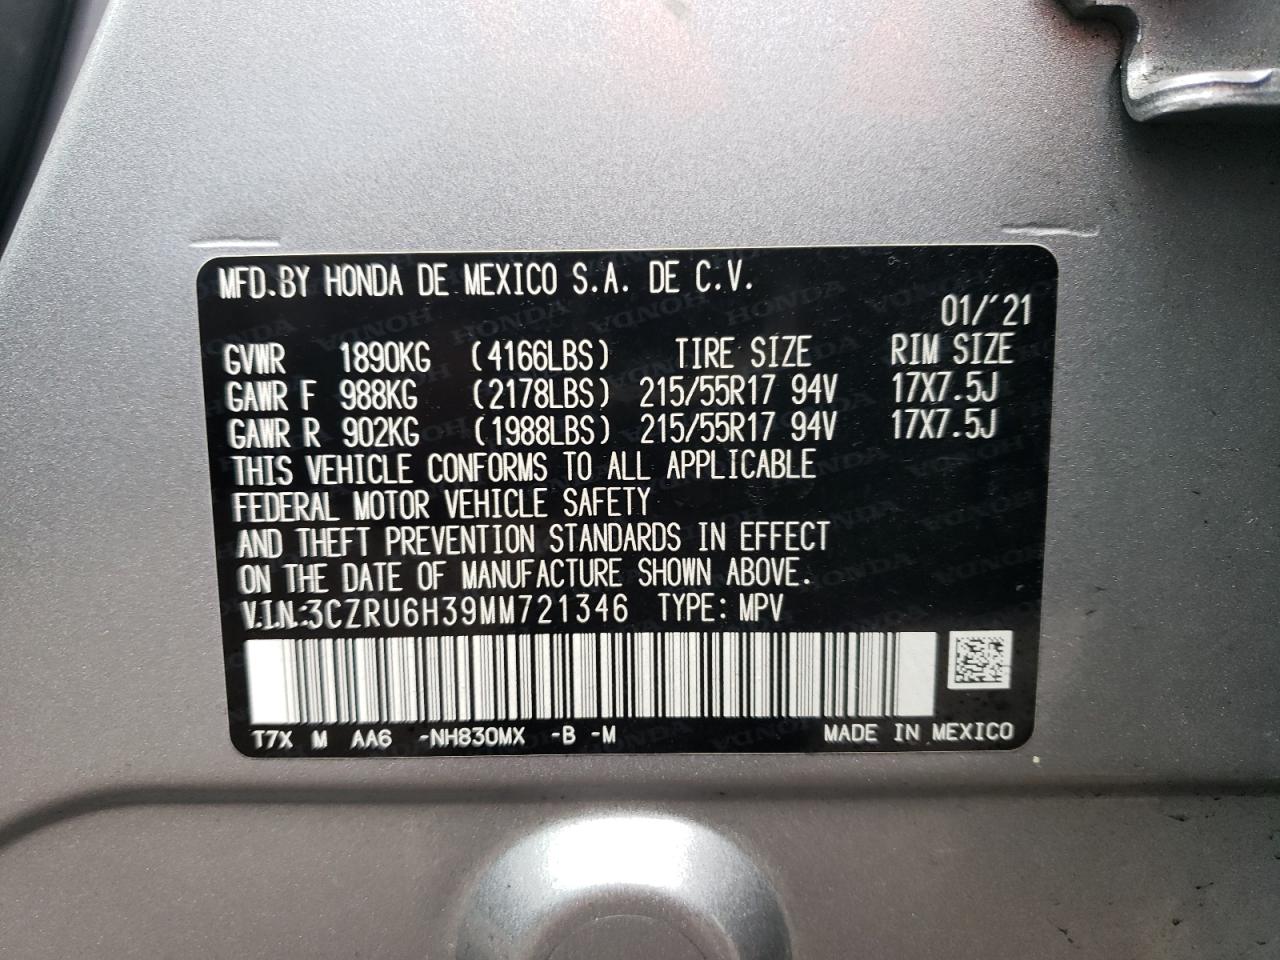 MFD.BY HONDA DE MEXICO S.A. DE C.V.
01/'21
GVWR 1890KG (4166LBS) TIRE SIZE RIM SIZE
GAWR F 988KG (2178LBS) 215/55R17 94V 17X7.5J
GAWR R 902KG (1988LBS) 215/55R17 94V 17X7.5J
THIS VEHICLE CONFORMS TO ALL APPLICABLE
FEDERAL MOTOR VEHICLE SAFETY
AND THEFT PREVENTION STANDARDS IN EFFECT
ON THE DATE OF MANUFACTURE SHOWN ABOVE.
V.I.N.:3CZRU6H39MM721346 TYPE: MPV
T7X M AA6 -NH830MX -B -M MADE IN MEXICO